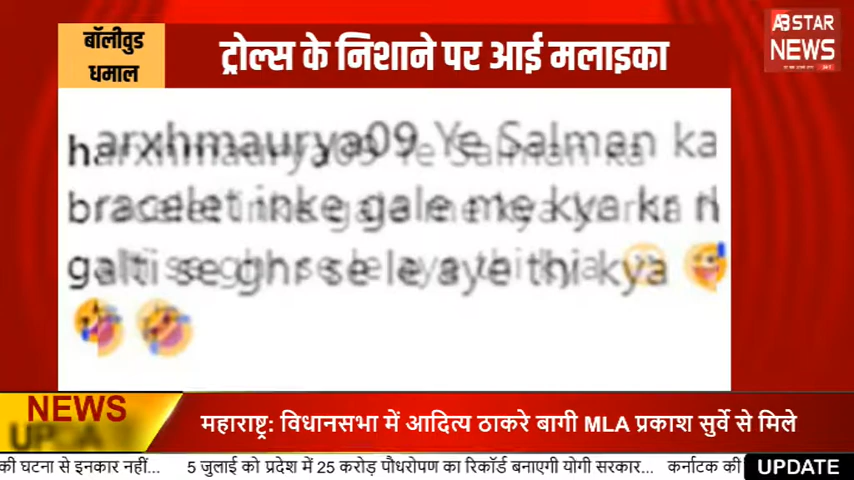 बॉलीवुड
धमाल
ट्रोल्स के निशाने पर आई मलाइका
AB STAR
NEWS
harxhmaurya09 Ye Salman ka
bracelet inke gale me kya kr
galti se ghr se le aye thi kya 😜
🤣 🤣
NEWS
UPDA
महाराष्ट्र: विधानसभा में आदित्य ठाकरे बागी MLA प्रकाश सुर्वे से मिले
की घटना से इनकार नहीं... 5 जुलाई को प्रदेश में 25 करोड़ पौधरोपण का रिकॉर्ड बनाएगी योगी सरकार... कर्नाटक की
UPDATE